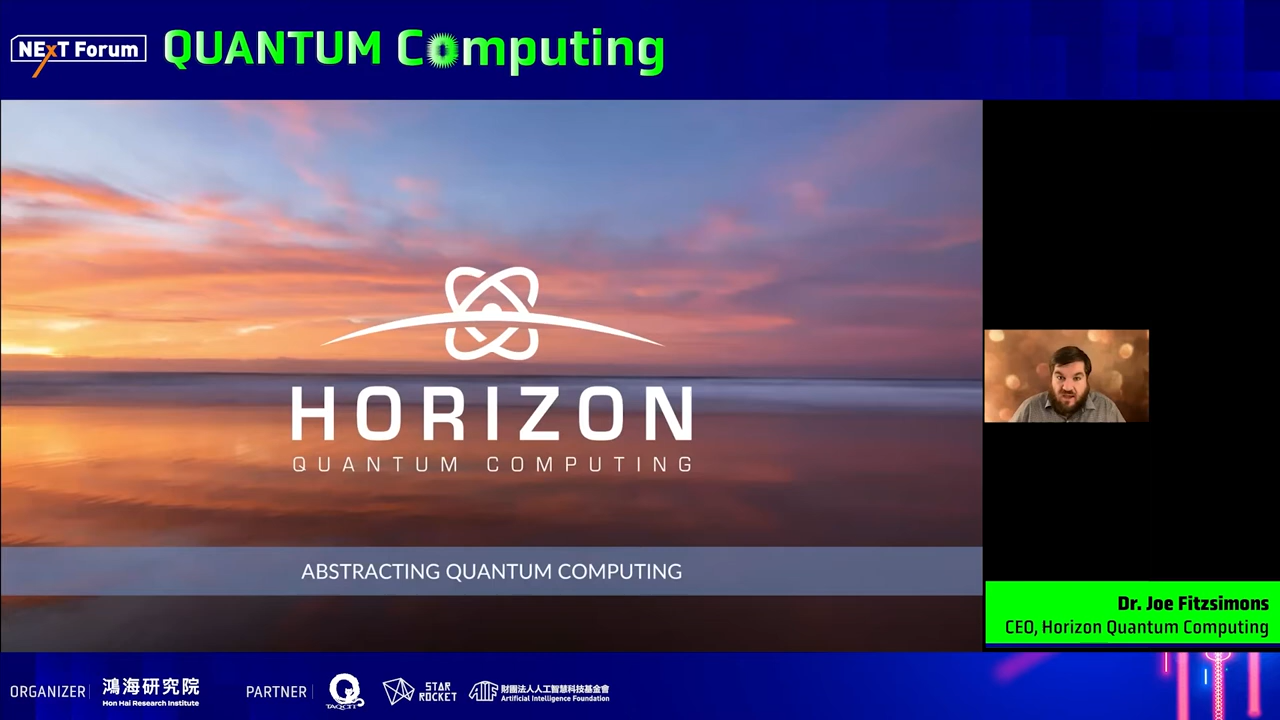 NExT Forum
QUANTUM Computing
HORIZON
QUANTUM COMPUTING
ABSTRACTING QUANTUM COMPUTING
Dr. Joe Fitzsimons
CEO, Horizon Quantum Computing
ORGANIZER
鴻海研究院
Hon Hai Research Institute
PARTNER
TAQCIT
STAR
ROCKET
AIF
財團法人人工智慧科技基金會
Artificial Intelligence Foundation